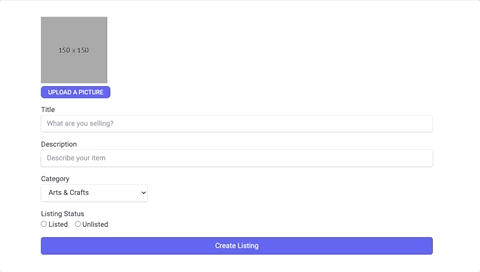 150 x 150
UPLOAD A PICTURE
Title
What are you selling?
Description
Describe your item
Category
Arts & Crafts
Listing Status
Listed Unlisted
Create Listing